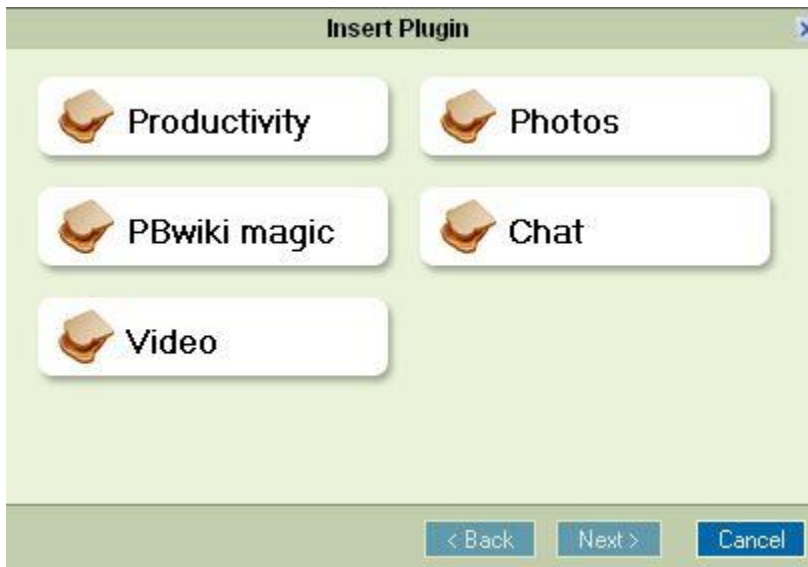 Insert Plugin
Productivity
Photos
PBwiki magic
Chat
Video
< Back
Next >
Cancel